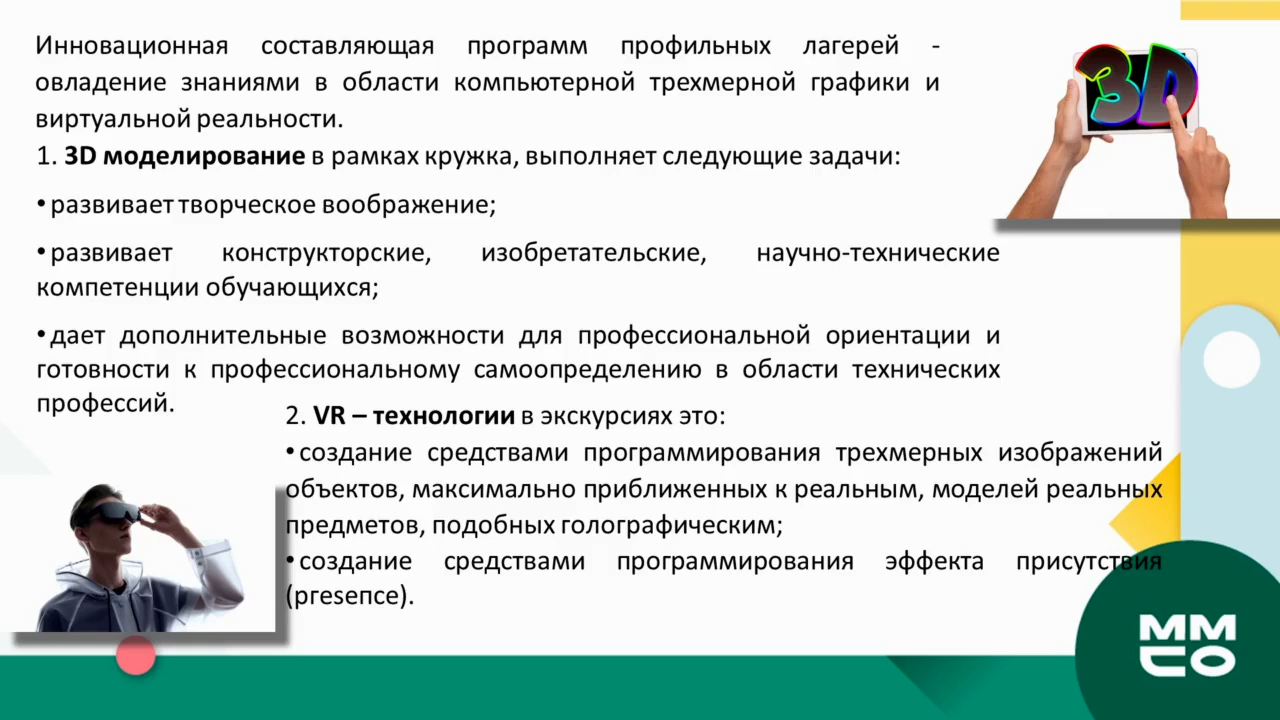 Инновационная составляющая программ профильных лагерей -
овладение знаниями в области компьютерной трехмерной графики и
виртуальной реальности.
1. 3D моделирование в рамках кружка, выполняет следующие задачи:
•развивает творческое воображение;
•развивает конструкторские, изобретательские, научно-технические
компетенции обучающихся;
•дает дополнительные возможности для профессиональной ориентации и
готовности к профессиональному самоопределению в области технических
профессий.
2. VR – технологии в экскурсиях это:
•создание средствами программирования трехмерных изображений
объектов, максимально приближенных к реальным, моделей реальных
предметов, подобных голографическим;
•создание средствами программирования эффекта присутствия
(presence).
3D
ММ
СО